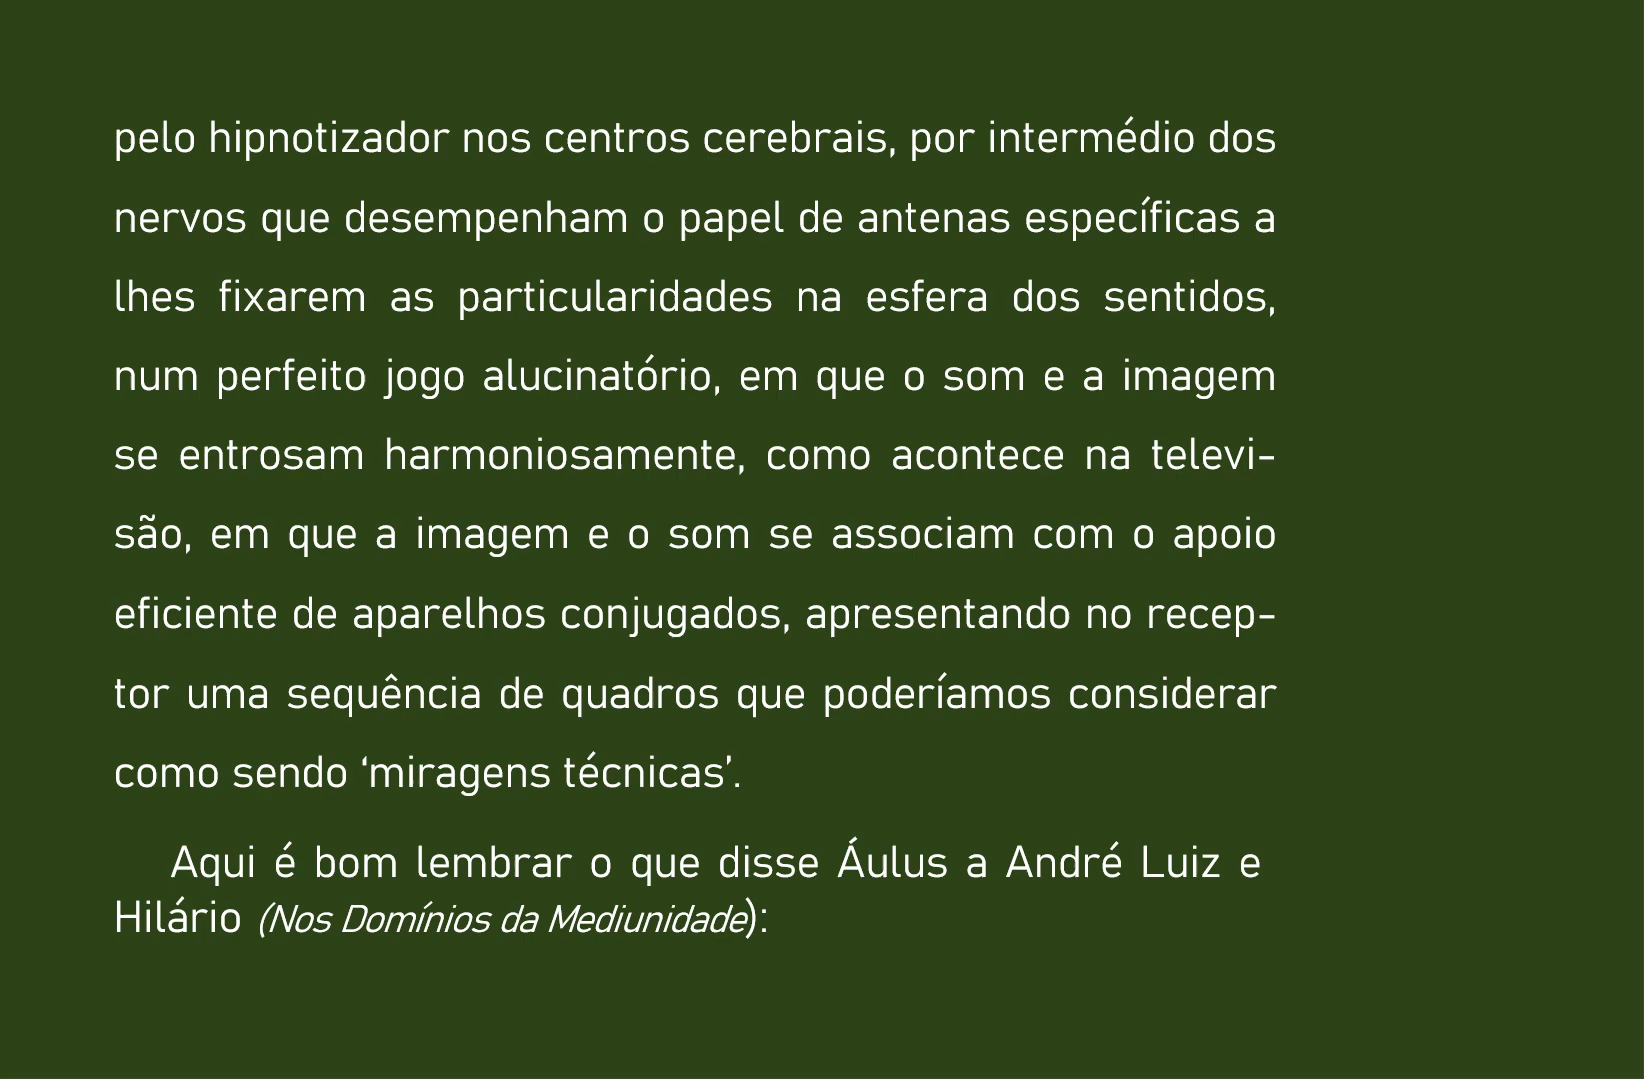 pelo hipnotizador nos centros cerebrais, por intermédio dos
nervos que desempenham o papel de antenas específicas a
lhes fixarem as particularidades na esfera dos sentidos,
num perfeito jogo alucinatório, em que o som e a imagem
se entrosam harmoniosamente, como acontece na televi-
são, em que a imagem e o som se associam com o apoio
eficiente de aparelhos conjugados, apresentando no recep-
tor uma sequência de quadros que poderíamos considerar
como sendo ‘miragens técnicas’.
Aqui é bom lembrar o que disse Áulus a André Luiz e
Hilário (Nos Domínios da Mediunidade):